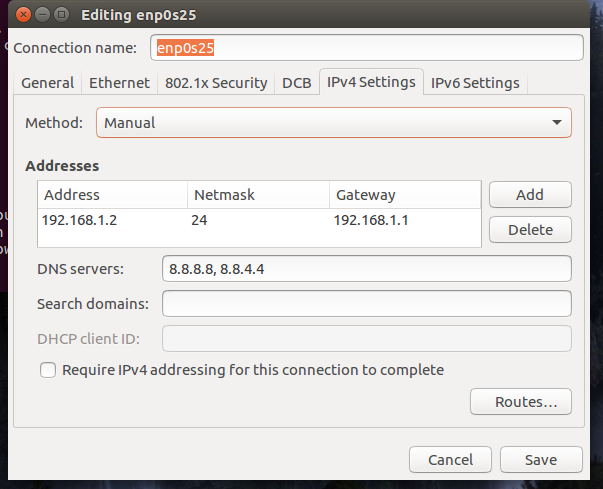 Editing enp0s25
Connection name: enp0s25
General Ethernet 802.1x Security DCB IPv4 Settings IPv6 Settings
Method: Manual
Addresses
Address Netmask Gateway Add
192.168.1.2 24 192.168.1.1
Delete
DNS servers: 8.8.8.8, 8.8.4.4
Search domains:
DHCP client ID:
Require IPv4 addressing for this connection to complete
Routes...
Cancel Save